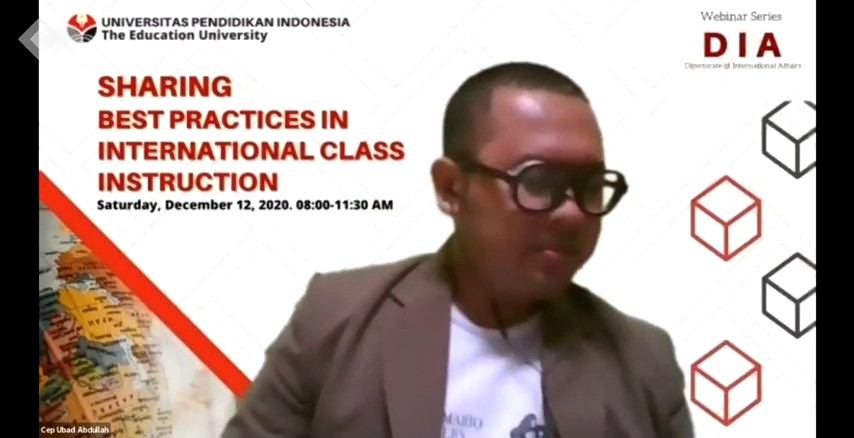 UNIVERSITAS PENDIDIKAN INDONESIA
The Education University
Webinar Series
DIA
Directorate of International Affairs
SHARING
BEST PRACTICES IN
INTERNATIONAL CLASS
INSTRUCTION
Saturday, December 12, 2020. 08:00-11:30 AM
Cep Ubad Abdullah